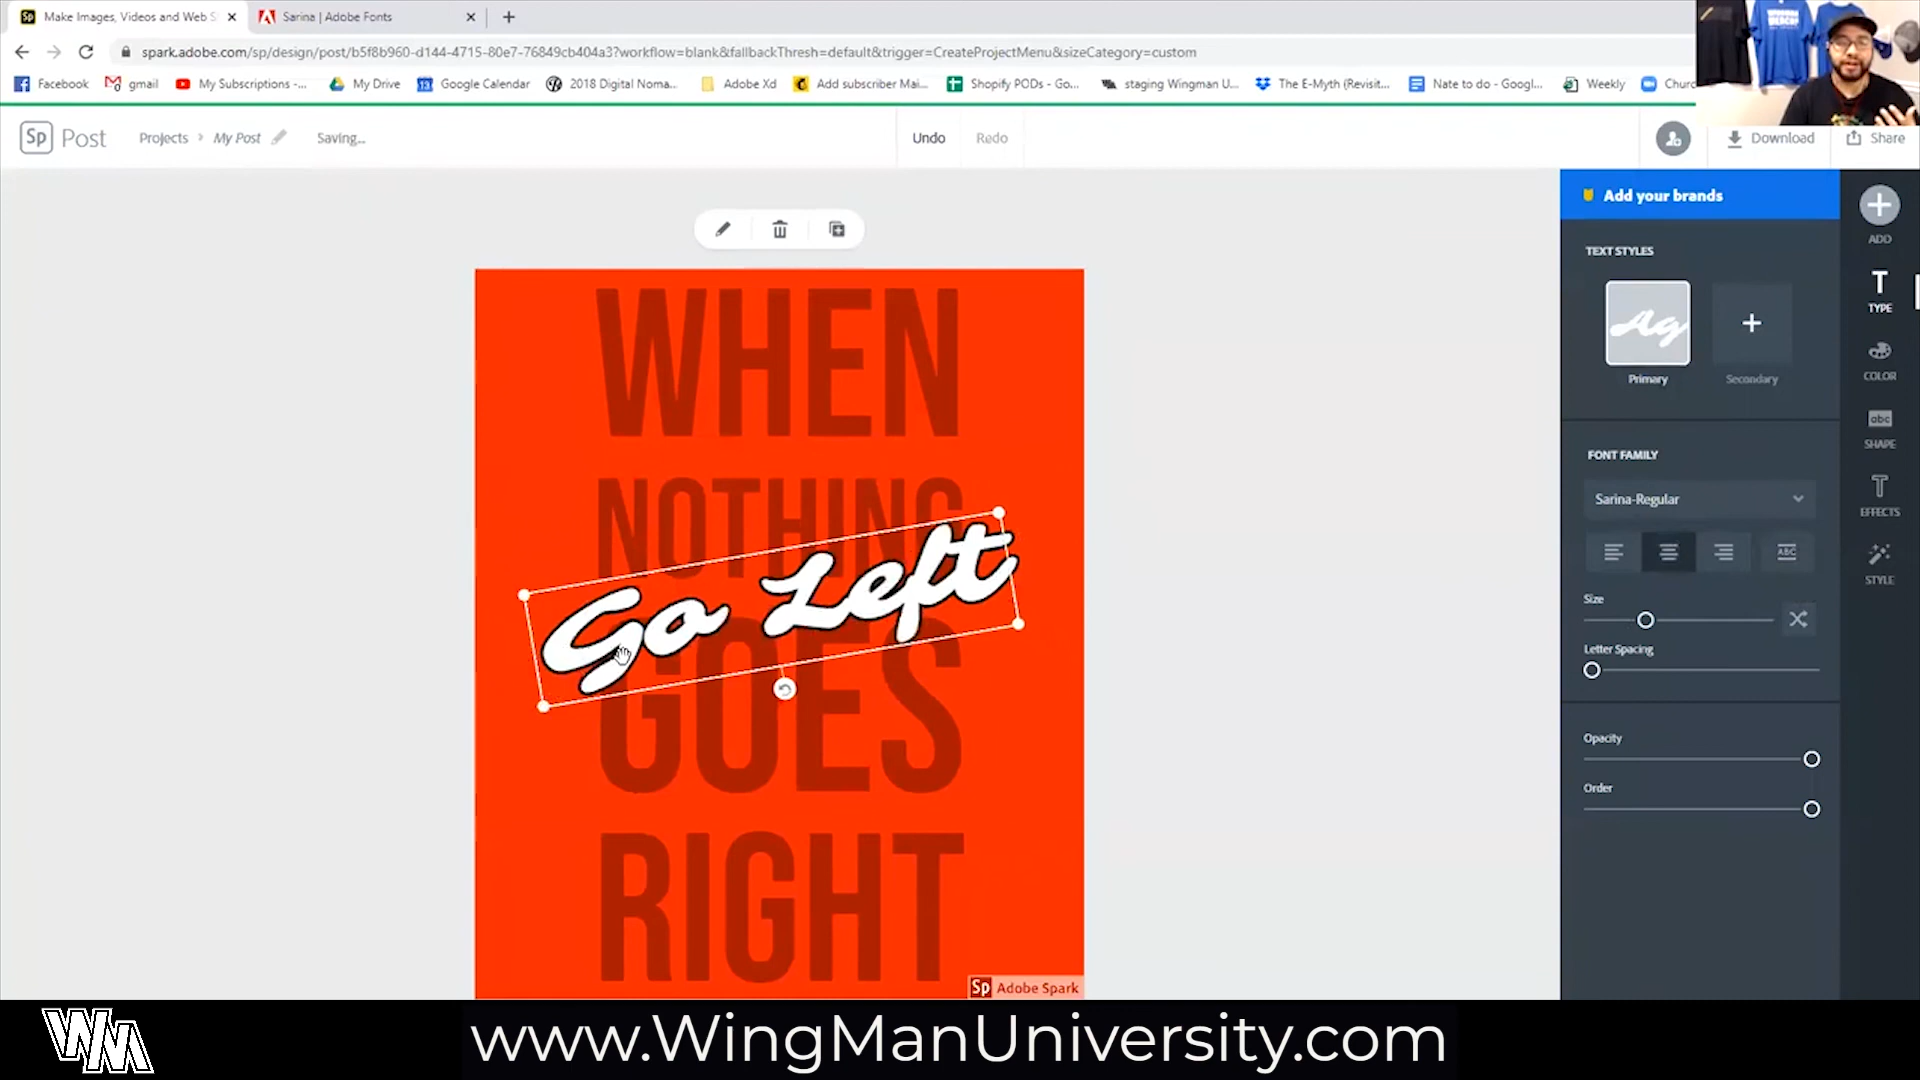 Make Images, Videos and Web S
Sarina | Adobe Fonts
spark.adobe.com/sp/design/post/b5f8b960-d144-4715-80e7-76849cb404a3?workflow=blank&fallbackThresh=default&trigger=CreateProjectMenu&sizeCategory=custom
Facebook gmail My Subscriptions -... My Drive Google Calendar 2018 Digital Noma... Adobe Xd Add subscriber Mai... Shopify PODs - Go... staging Wingman U... The E-Myth (Revisit... Nate to do - Googl... Weekly Churc
Sp Post Projects > My Post Saving... Undo Redo Download Share
Add your brands
ADD
TEXT STYLES
Ag
Primary
Secondary
TYPE
COLOR
abc
SHAPE
EFFECTS
STYLE
FONT FAMILY
Sarina-Regular
ABC
Size
Letter Spacing
Opacity
Order
WHEN
NOTHING
Go Left
GOES
RIGHT
Sp Adobe Spark
WM
www.WingManUniversity.com